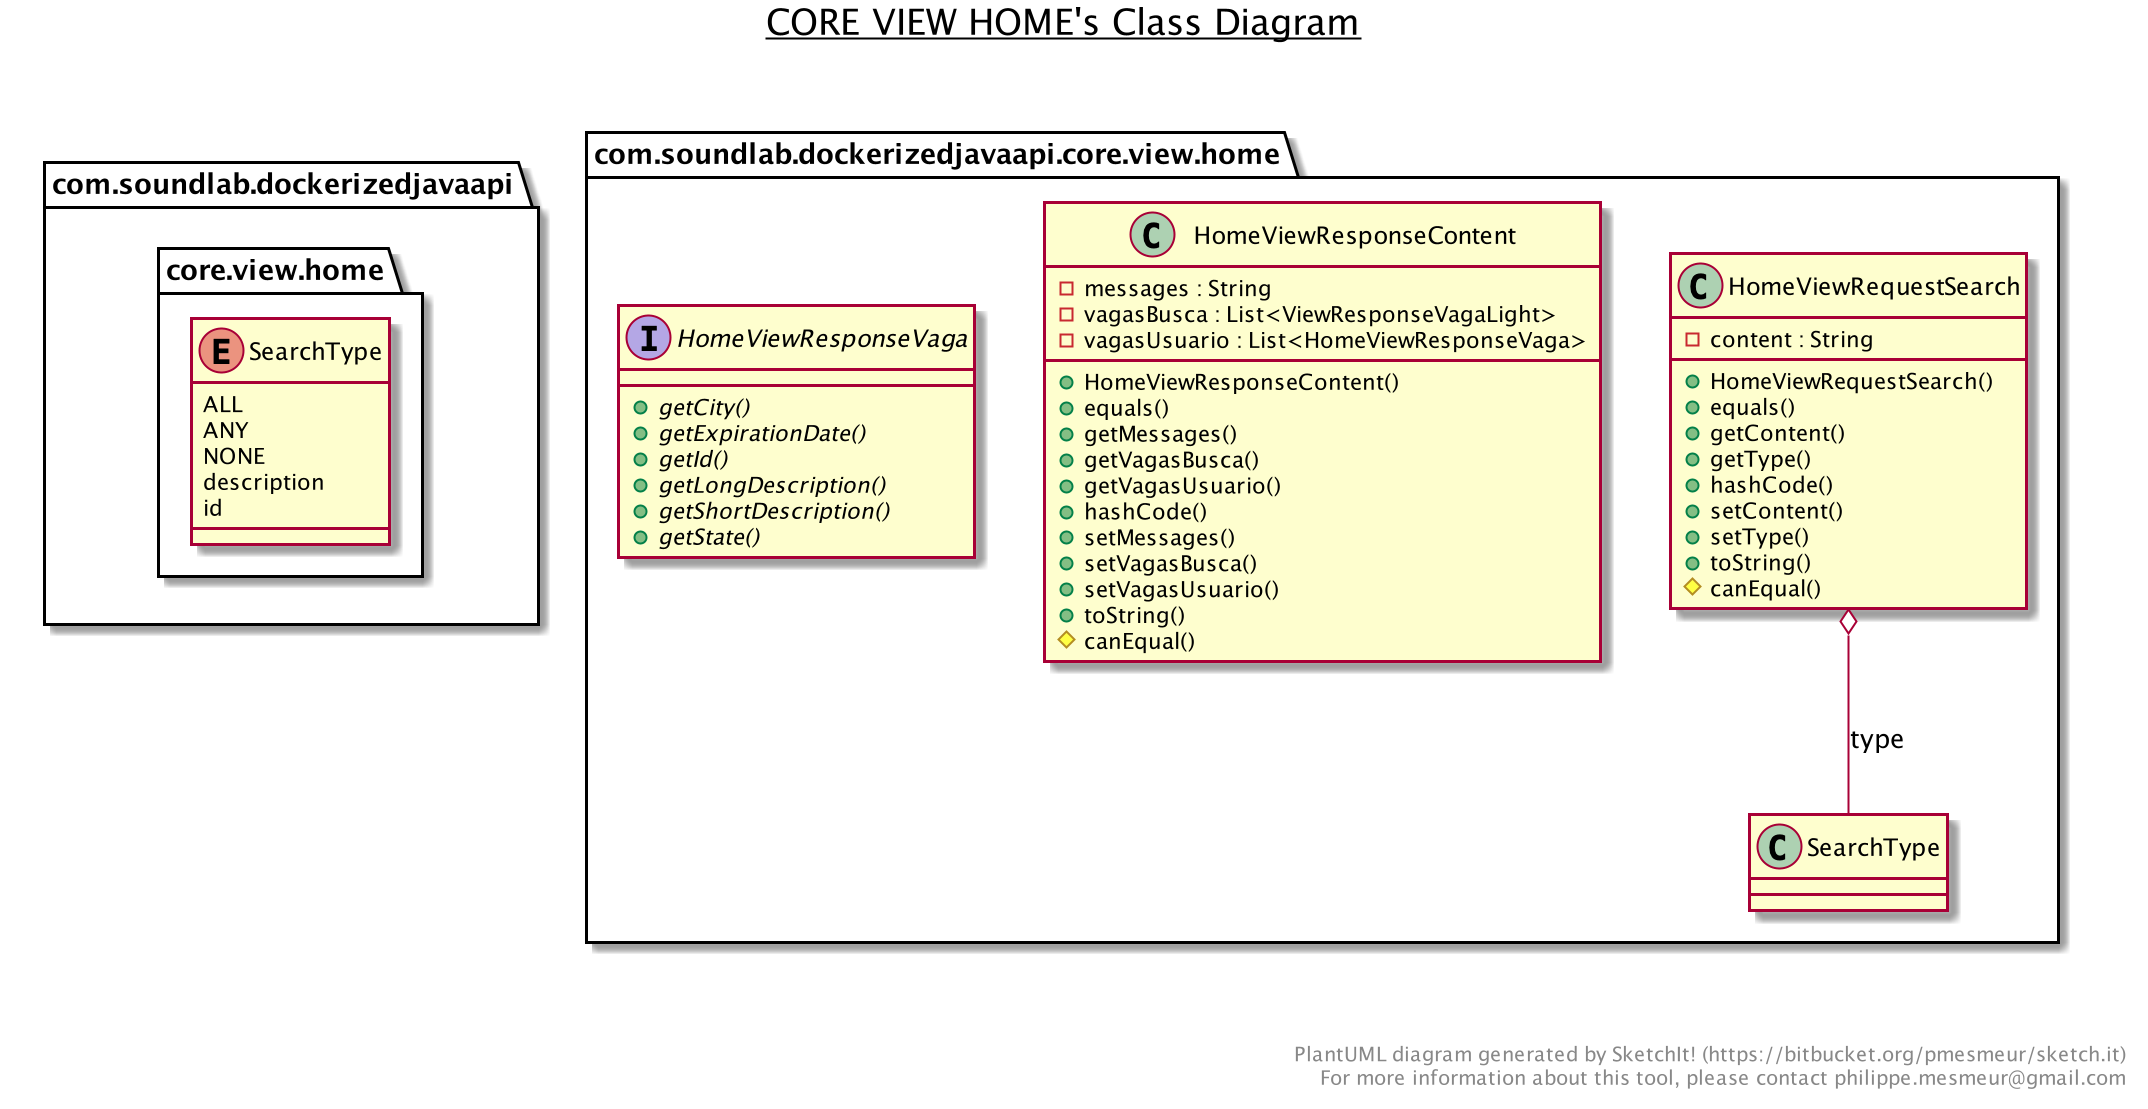 CORE VIEW HOME's Class Diagram
com.soundlab.dockerizedjavaapi
core.view.home
E SearchType
ALL
ANY
NONE
description
id
com.soundlab.dockerizedjavaapi.core.view.home
I HomeViewResponseVaga
getCity()
getExpirationDate()
getId()
getLongDescription()
getShortDescription()
getState()
C HomeViewResponseContent
messages : String
vagasBusca : List<ViewResponseVagaLight>
vagasUsuario : List<HomeViewResponseVaga>
HomeViewResponseContent()
equals()
getMessages()
getVagasBusca()
getVagasUsuario()
hashCode()
setMessages()
setVagasBusca()
setVagasUsuario()
toString()
canEqual()
C HomeViewRequestSearch
content : String
HomeViewRequestSearch()
equals()
getContent()
getType()
hashCode()
setContent()
setType()
toString()
canEqual()
type
C SearchType
PlantUML diagram generated by SketchIt! (https://bitbucket.org/pmesmeur/sketch.it)
For more information about this tool, please contact philippe.mesmeur@gmail.com